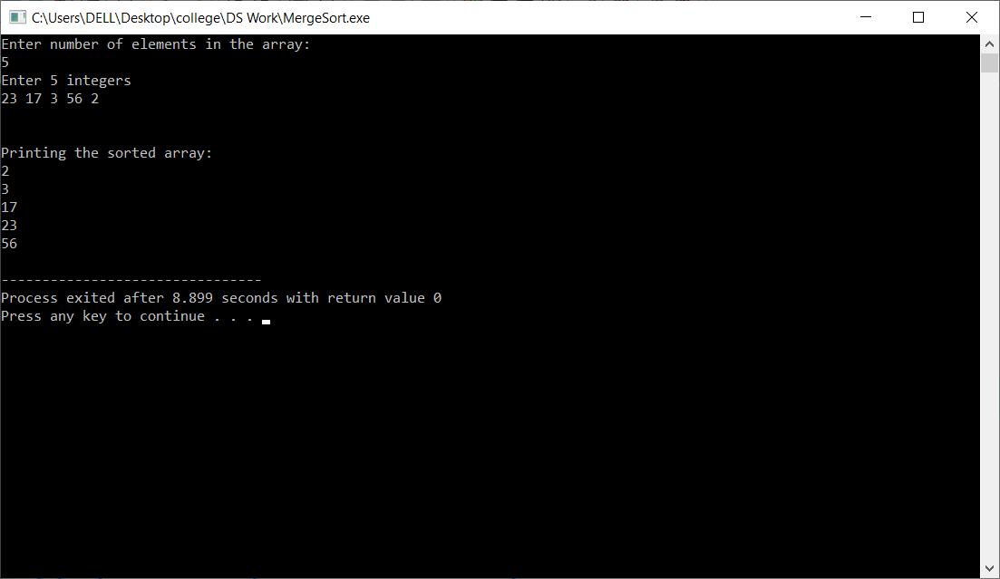 C:\Users\DELL\Desktop\college\DS Work\MergeSort.exe
Enter number of elements in the array:
5
Enter 5 integers
23 17 3 56 2
Printing the sorted array:
2
3
17
23
56
--------------------------------
Process exited after 8.899 seconds with return value 0
Press any key to continue . . .